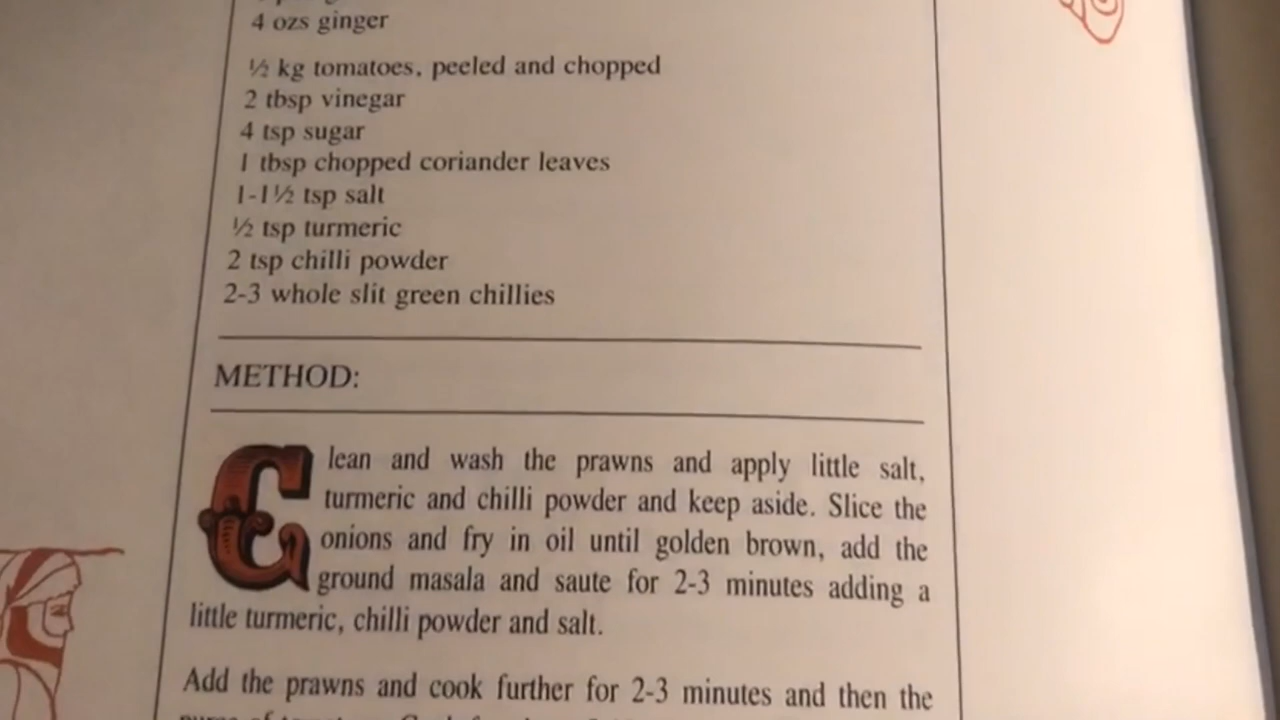 4 ozs ginger
½ kg tomatoes, peeled and chopped
2 tbsp vinegar
4 tsp sugar
1 tbsp chopped coriander leaves
1-1½ tsp salt
½ tsp turmeric
2 tsp chilli powder
2-3 whole slit green chillies
METHOD:
Clean and wash the prawns and apply little salt,
turmeric and chilli powder and keep aside. Slice the
onions and fry in oil until golden brown, add the
ground masala and saute for 2-3 minutes adding a
little turmeric, chilli powder and salt.
Add the prawns and cook further for 2-3 minutes and then the